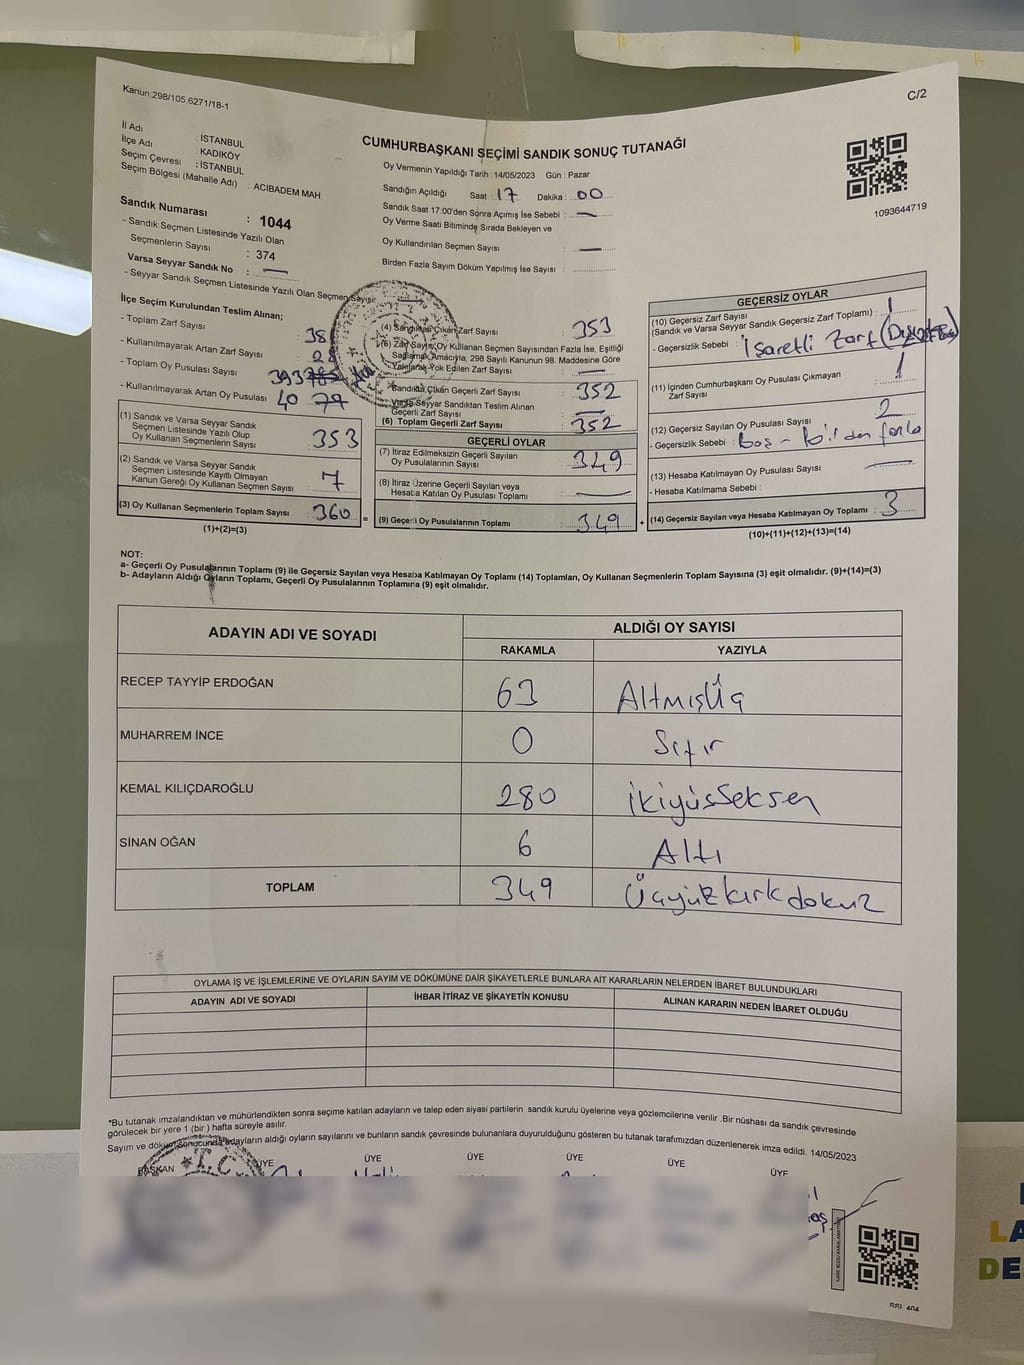 Kanun:298/105,6271/18-1
C/2
CUMHURBAŞKANI SEÇİMİ SANDIK SONUÇ TUTANAĞI
İl Adı : İSTANBUL
İlçe Adı : KADIKÖY
Seçim Çevresi : İSTANBUL
Seçim Bölgesi (Mahalle Adı) : ACIBADEM MAH.
Sandık Numarası : 1044
- Sandık Seçmen Listesinde Yazılı Olan
Seçmenlerin Sayısı : 374
Varsa Seyyar Sandık No :
- Seyyar Sandık Seçmen Listesinde Yazılı Olan Seçmen Sayısı:
Oy Vermenin Yapıldığı Tarih :14/05/2023 Gün : Pazar
Sandığın Açıldığı Saat : 17 Dakika : 00
Sandık Saat 17:00'den Sonra Açımış İse Sebebi :
Oy Verme Saati Bitiminde Sırada Bekleyen ve
Oy Kullandırılan Seçmen Sayısı :
Birden Fazla Sayım Döküm Yapılmış İse Sayısı :
1093644719
İlçe Seçim Kurulundan Teslim Alınan;
- Toplam Zarf Sayısı
- Kullanılmayarak Artan Zarf Sayısı
- Toplam Oy Pusulası Sayısı 393
- Kullanılmayarak Artan Oy Pusulası 40
(1) Sandık ve Varsa Seyyar Sandık
Seçmen Listesinde Yazılı Olup
Oy Kullanan Seçmenlerin Sayısı : 353
(2) Sandık ve Varsa Seyyar Sandık
Seçmen Listesinde Kayıtlı Olmayan
Kanun Gereği Oy Kullanan Seçmen Sayısı : 7
(3) Oy Kullanan Seçmenlerin Toplam Sayısı : 360
(1)+(2)=(3)
(4) Sandıktan Çıkan Zarf Sayısı : 353
Zarf Sayısı Oy Kullanan Seçmen Sayısından Fazla İse, Eşitliği
Sağlamak Amacıyla, 298 Sayılı Kanunun 98. Maddesine Göre
Yakılarak Yok Edilen Zarf Sayısı :
Sandıkta Çıkan Geçerli Zarf Sayısı : 352
Varsa Seyyar Sandıktan Teslim Alınan
Geçerli Zarf Sayısı :
(6) Toplam Geçerli Zarf Sayısı : 352
GEÇERLİ OYLAR
(7) İtiraz Edilmeksizin Geçerli Sayılan
Oy Pusulalarının Sayısı : 349
(8) İtiraz Üzerine Geçerli Sayılan veya
Hesaba Katılan Oy Pusulası Toplamı :
(9) Geçerli Oy Pusulalarının Toplamı : 349
GEÇERSİZ OYLAR
(10) Geçersiz Zarf Sayısı
(Sandık ve Varsa Seyyar Sandık Geçersiz Zarf Toplamı) : 1
- Geçersizlik Sebebi : İşaretli Zarf
(11) İçinden Cumhurbaşkanı Oy Pusulası Çıkmayan
Zarf Sayısı : 1
(12) Geçersiz Sayılan Oy Pusulası Sayısı : 2
- Geçersizlik Sebebi : Boş - bir'den fazla
(13) Hesaba Katılmayan Oy Pusulası Sayısı :
- Hesaba Katılmama Sebebi :
(14) Geçersiz Sayılan veya Hesaba Katılmayan Oy Toplamı : 3
(10)+(11)+(12)+(13)=(14)
NOT:
a- Geçerli Oy Pusulalarının Toplamı (9) ile Geçersiz Sayılan veya Hesaba Katılmayan Oy Toplamı (14) Toplamları, Oy Kullanan Seçmenlerin Toplam Sayısına (3) eşit olmalıdır. (9)+(14)=(3)
b- Adayların Aldığı Oyların Toplamı, Geçerli Oy Pusulalarının Toplamına (9) eşit olmalıdır.
ADAYIN ADI VE SOYADI
ALDIĞI OY SAYISI
RAKAMLA YAZIYLA
RECEP TAYYİP ERDOĞAN 63 Altmışüç
MUHARREM İNCE 0 Sıfır
KEMAL KILIÇDAROĞLU 280 ikiyüsseksen
SİNAN OĞAN 6 Altı
TOPLAM 349 Üçyüzkırkdokuz
OYLAMA İŞ VE İŞLEMLERİNE VE OYLARIN SAYIM VE DÖKÜMÜNE DAİR ŞİKAYETLERLE BUNLARA AİT KARARLARIN NELERDEN İBARET BULUNDUKLARI
ADAYIN ADI VE SOYADI İHBAR İTİRAZ VE ŞİKAYETİN KONUSU ALINAN KARARIN NEDEN İBARET OLDUĞU
*Bu tutanak imzalandıktan ve mühürlendikten sonra seçime katılan adayların ve talep eden siyasi partilerin sandık kurulu üyelerine veya gözlemcilerine verilir .Bir nüshası da sandık çevresinde
görülecek bir yere 1 (bir ) hafta süreyle asılır.
Sayım ve döküm sonucunda adayların aldığı oyların sayılarını ve bunların sandık çevresinde bulunanlara duyurulduğunu gösteren bu tutanak tarafımızdan düzenlenerek imza edildi. 14/05/2023
BAŞKAN ÜYE ÜYE ÜYE ÜYE ÜYE ÜYE
T.C.
LA
DE